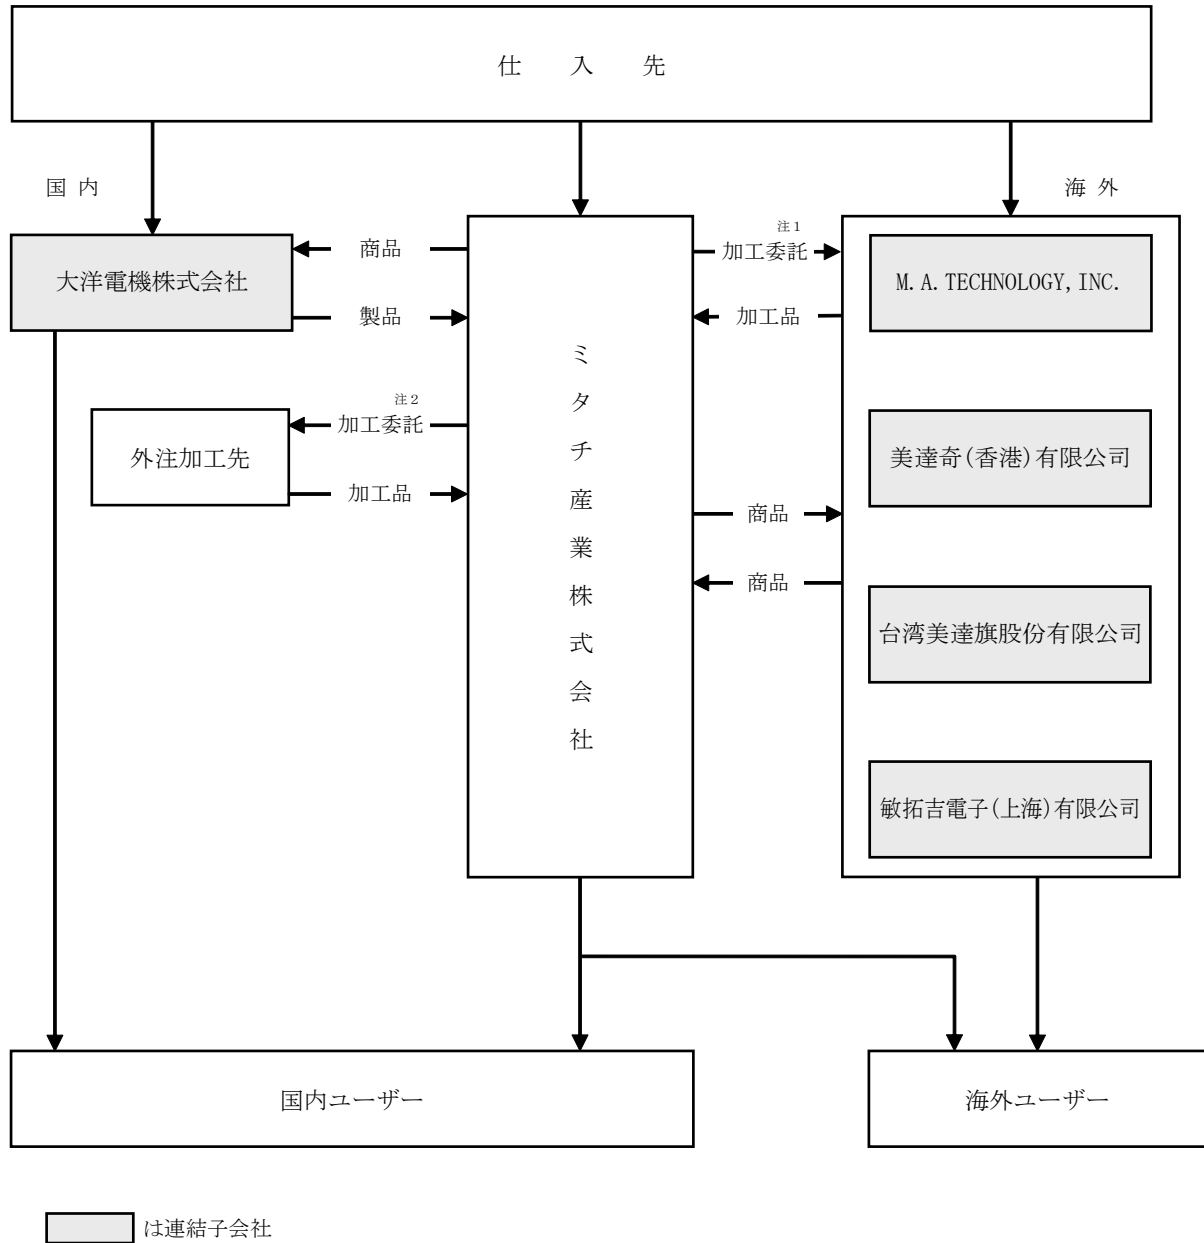 仕 入 先
国 内
海 外
大洋電機株式会社
商品
製品
注2
加工委託
外注加工先
加工品
ミタチ産業株式会社
注1
加工委託
加工品
商品
商品
M.A.TECHNOLOGY,INC.
美達奇(香港)有限公司
台湾美達旗股份有限公司
敏拓吉電子(上海)有限公司
国内ユーザー
海外ユーザー
は連結子会社